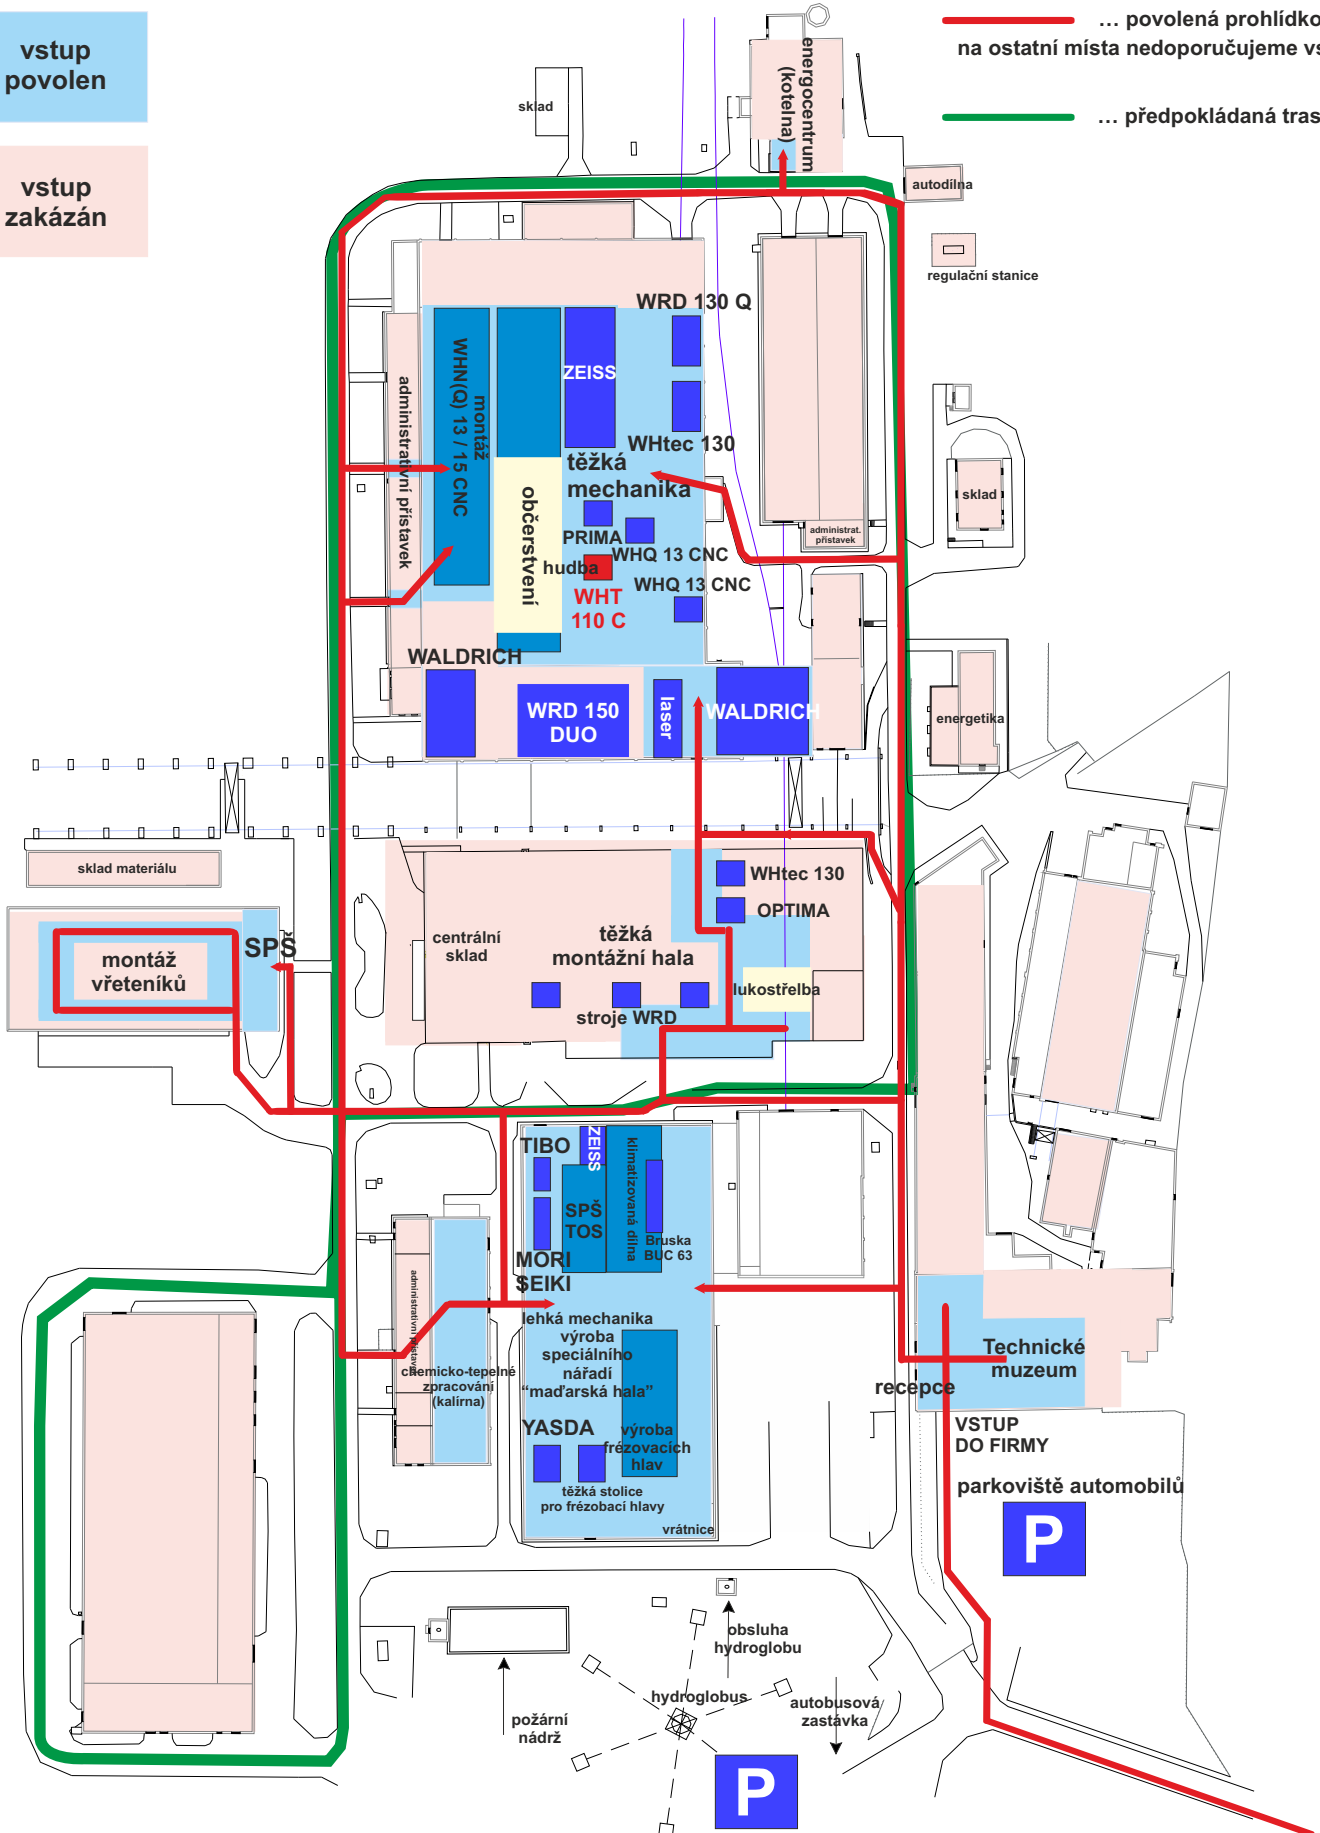 vstup
povolen
vstup
zakázán
... povolená prohlídko
na ostatní místa nedoporučujeme vs
... předpokládaná tras
sklad
energocentrum
(kotelna)
autodílna
regulační stanice
WRD 130 Q
ZEISS
WHtec 130
montáž
WHN(Q) 13 / 15 CNC
administrativní přístavek
občerstvení
těžká
mechanika
PRIMA
WHQ 13 CNC
hudba
WHT
110 C
WHQ 13 CNC
administrat.
přístavek
sklad
WALDRICH
WRD 150
DUO
laser
WALDRICH
energetika
sklad materiálu
WHtec 130
OPTIMA
centrální
sklad
těžká
montážní hala
lukostřelba
stroje WRD
SPŠ
montáž
vřeteníků
TIBO
ZEISS
klimatizovaná dílna
SPŠ
TOS
Bruska
BUC 63
MORI
SEIKI
administrativní přístavek
chemicko-tepelné
zpracování
(kalírna)
lehká mechanika
výroba
speciálního
nářadí
“maďarská hala”
YASDA
výroba
frézovacích
hlav
těžká stolice
pro frézobací hlavy
vrátnice
Technické
muzeum
recepce
VSTUP
DO FIRMY
parkoviště automobilů
P
obsluha
hydroglobu
hydroglobus
autobusová
zastávka
požární
nádrž
P